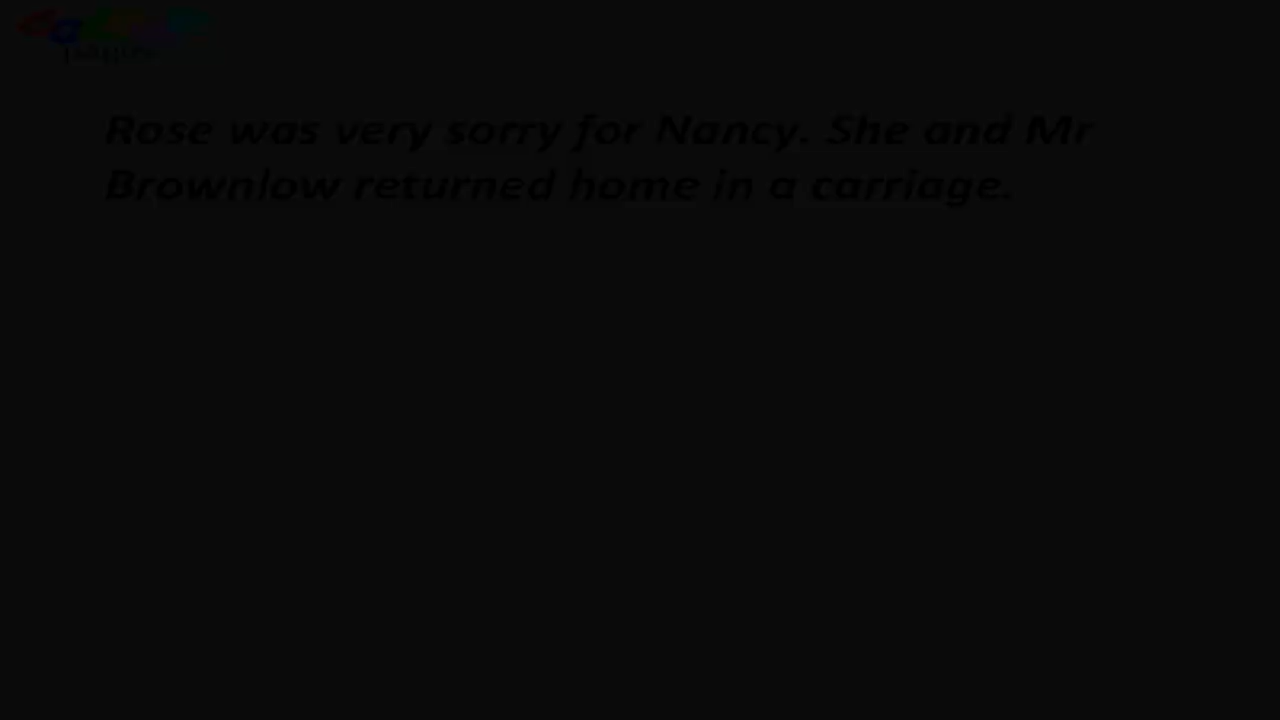 Rose was very sorry for Nancy. She and Mr
Brownlow returned home in a carriage.